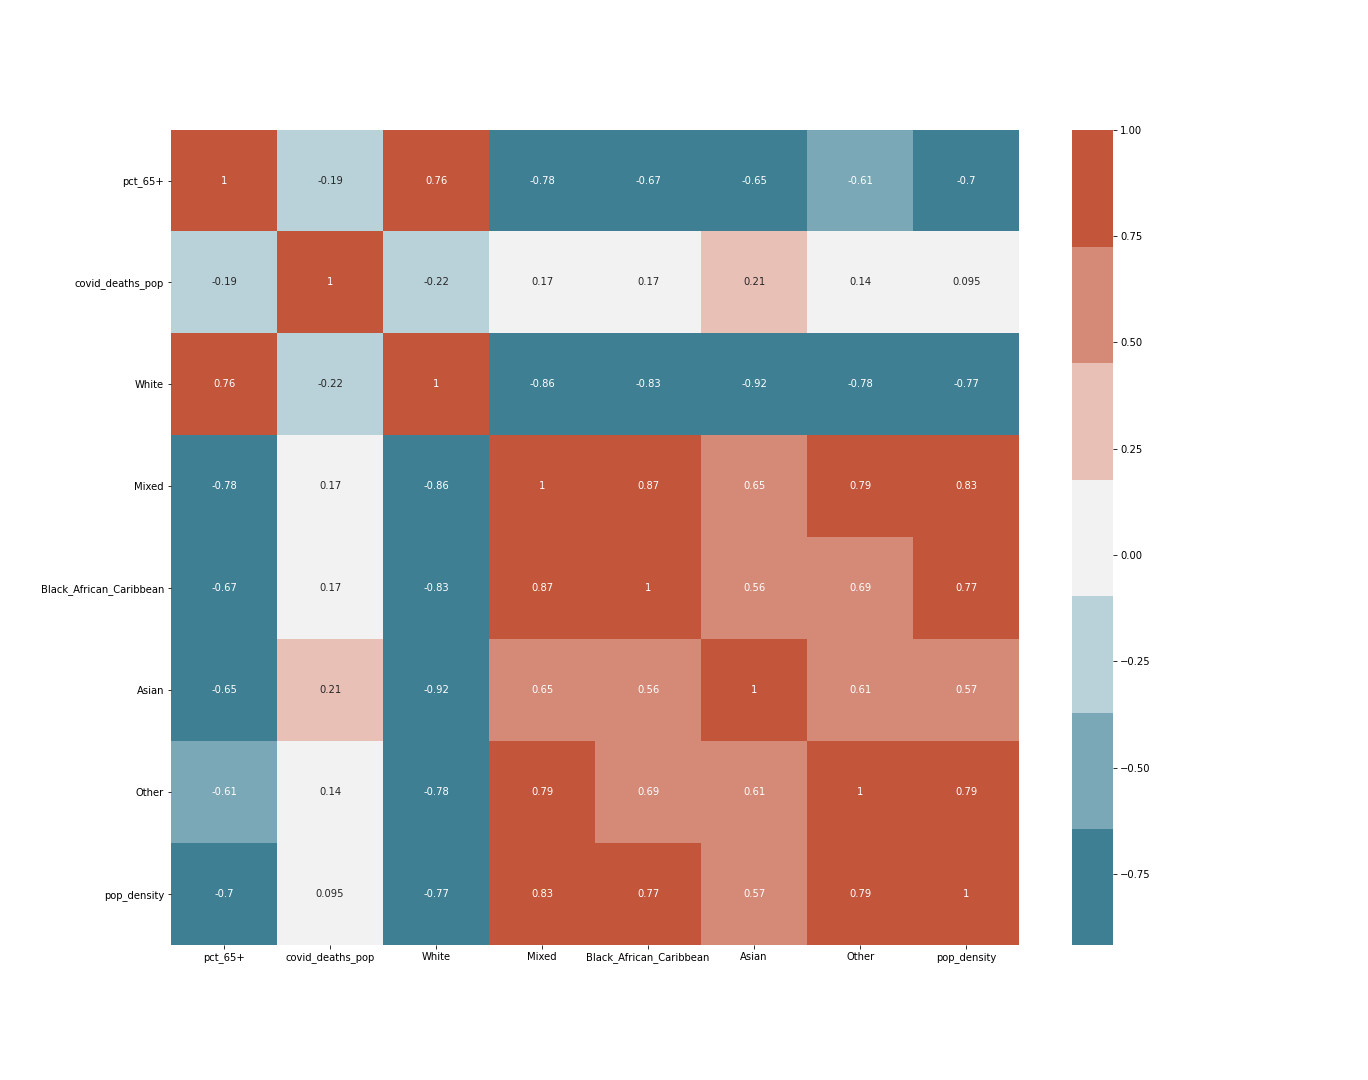 pct_65+ 1 -0.19 0.76 -0.78 -0.67 -0.65 -0.61 -0.7
covid_deaths_pop -0.19 1 -0.22 0.17 0.17 0.21 0.14 0.095
White 0.76 -0.22 1 -0.86 -0.83 -0.92 -0.78 -0.77
Mixed -0.78 0.17 -0.86 1 0.87 0.65 0.79 0.83
Black_African_Caribbean -0.67 0.17 -0.83 0.87 1 0.56 0.69 0.77
Asian -0.65 0.21 -0.92 0.65 0.56 1 0.61 0.57
Other -0.61 0.14 -0.78 0.79 0.69 0.61 1 0.79
pop_density -0.7 0.095 -0.77 0.83 0.77 0.57 0.79 1
pct_65+ covid_deaths_pop White Mixed Black_African_Caribbean Asian Other pop_density
1.00
0.75
0.50
0.25
0.00
−0.25
−0.50
−0.75